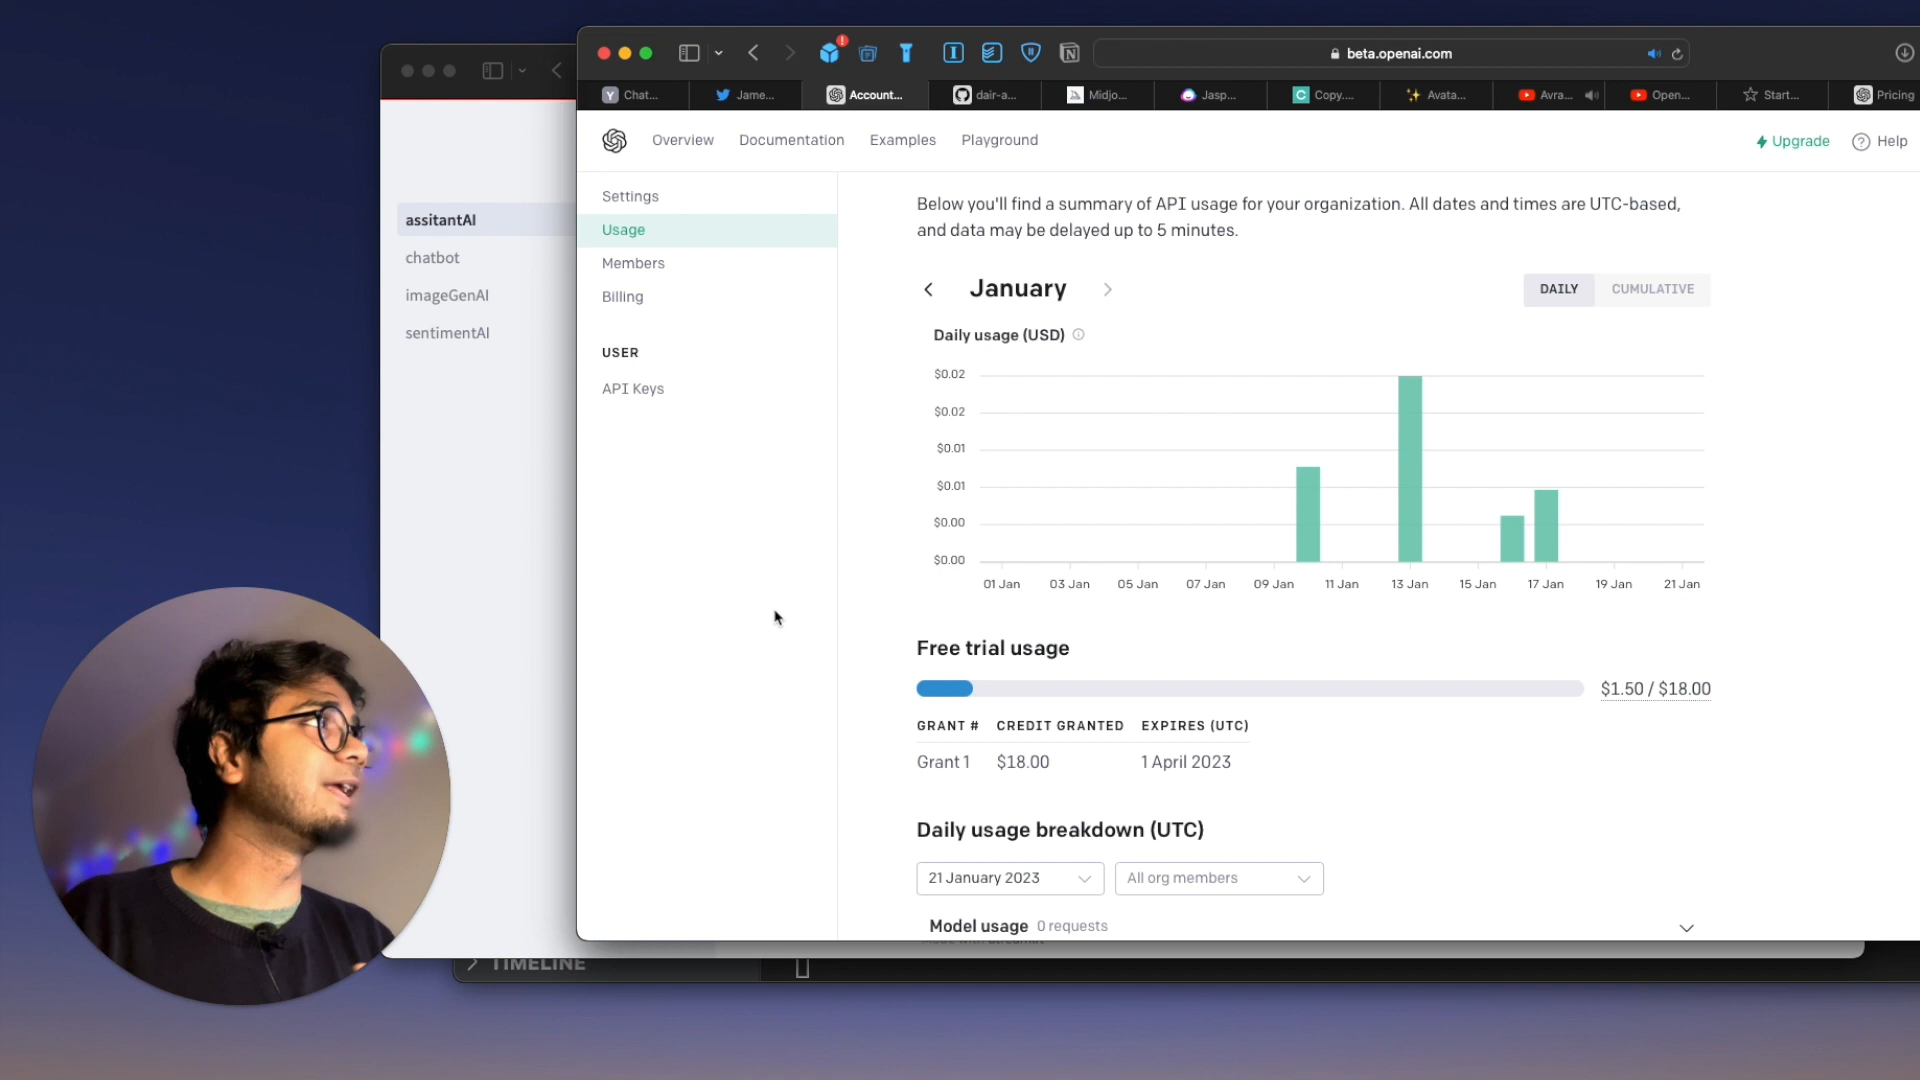 beta.openai.com
Chat...
Jame...
Account...
dair-a...
Midjo...
Jasp...
Copy....
Avata...
Avra...
Open...
Start...
Pricing
Overview
Documentation
Examples
Playground
Upgrade
Help
assitantAI
chatbot
imageGenAI
sentimentAI
Settings
Usage
Members
Billing
USER
API Keys
Below you'll find a summary of API usage for your organization. All dates and times are UTC-based,
and data may be delayed up to 5 minutes.
January
DAILY
CUMULATIVE
Daily usage (USD)
$0.02
$0.02
$0.01
$0.01
$0.00
$0.00
01 Jan
03 Jan
05 Jan
07 Jan
09 Jan
11 Jan
13 Jan
15 Jan
17 Jan
19 Jan
21 Jan
Free trial usage
$1.50 / $18.00
GRANT # CREDIT GRANTED EXPIRES (UTC)
Grant 1 $18.00 1 April 2023
Daily usage breakdown (UTC)
21 January 2023
All org members
Model usage 0 requests
TIMELINE